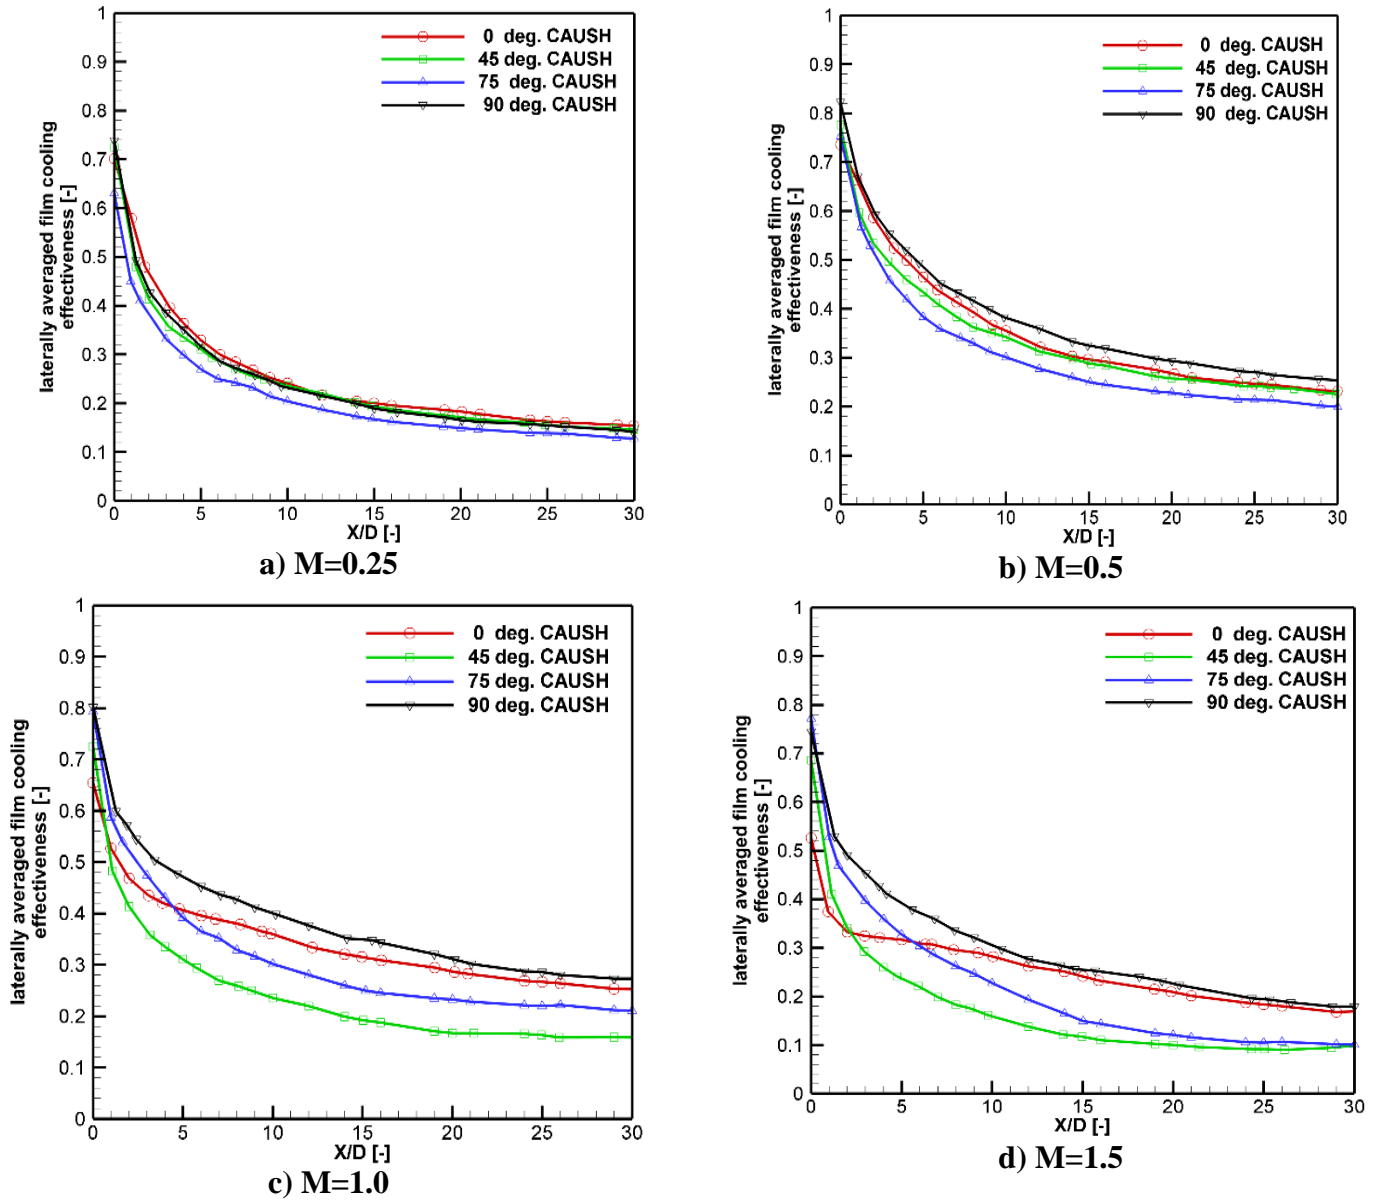 laterally averaged film cooling
effectiveness [-]
1
0.9
0.8
0.7
0.6
0.5
0.4
0.3
0.2
0.1
0
0 deg. CAUSH
45 deg. CAUSH
75 deg. CAUSH
90 deg. CAUSH
0 5 10 15 20 25 30
X/D [-]
a) M=0.25
laterally averaged film cooling
effectiveness [-]
1
0.9
0.8
0.7
0.6
0.5
0.4
0.3
0.2
0.1
0
0 deg. CAUSH
45 deg. CAUSH
75 deg. CAUSH
90 deg. CAUSH
0 5 10 15 20 25 30
X/D [-]
b) M=0.5
laterally averaged film cooling
effectiveness [-]
1
0.9
0.8
0.7
0.6
0.5
0.4
0.3
0.2
0.1
0
0 deg. CAUSH
45 deg. CAUSH
75 deg. CAUSH
90 deg. CAUSH
0 5 10 15 20 25 30
X/D [-]
c) M=1.0
laterally averaged film cooling
effectiveness [-]
1
0.9
0.8
0.7
0.6
0.5
0.4
0.3
0.2
0.1
0
0 deg. CAUSH
45 deg. CAUSH
75 deg. CAUSH
90 deg. CAUSH
0 5 10 15 20 25 30
X/D [-]
d) M=1.5